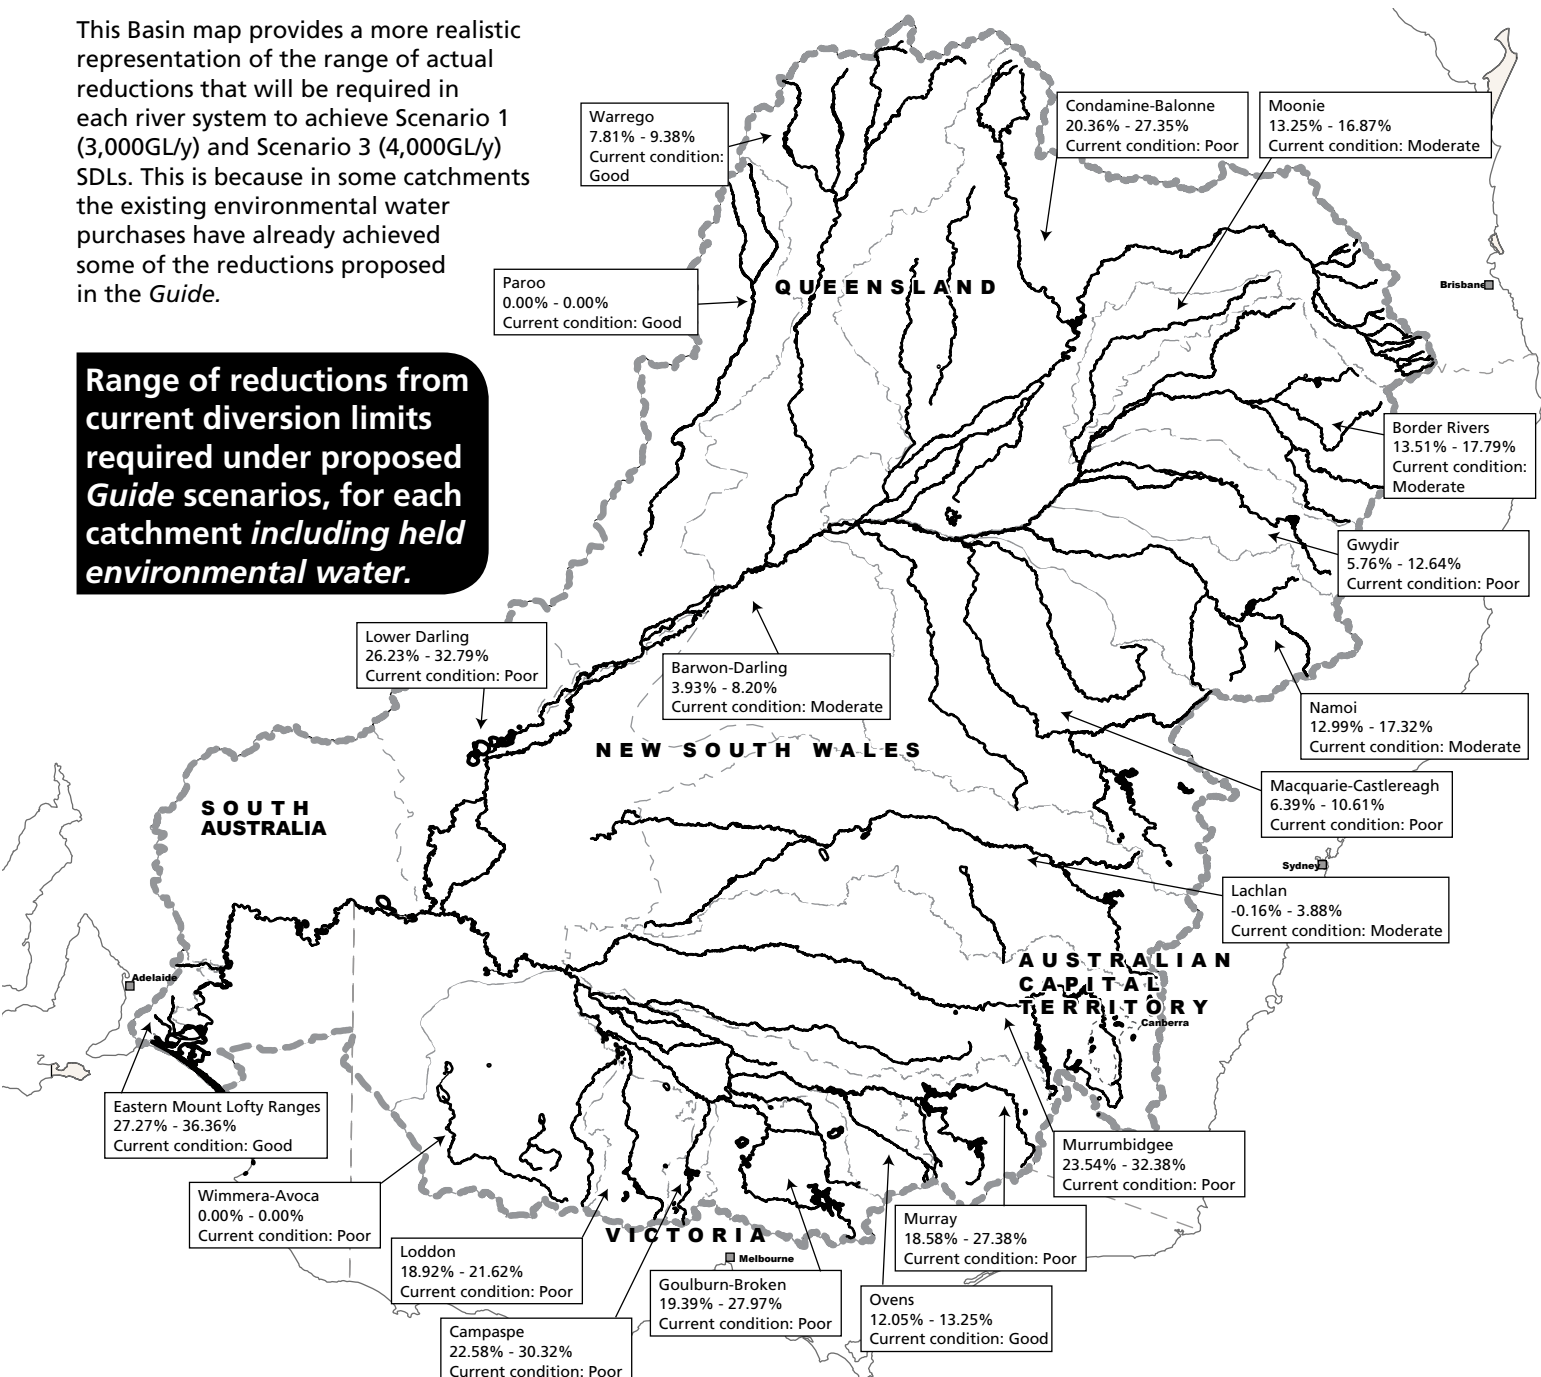 This Basin map provides a more realistic
representation of the range of actual
reductions that will be required in
each river system to achieve Scenario 1
(3,000GL/y) and Scenario 3 (4,000GL/y)
SDLs. This is because in some catchments
the existing environmental water
purchases have already achieved
some of the reductions proposed
in the Guide.
Range of reductions from
current diversion limits
required under proposed
Guide scenarios, for each
catchment including held
environmental water.
Warrego
7.81% - 9.38%
Current condition:
Good
Condamine-Balonne
20.36% - 27.35%
Current condition: Poor
Moonie
13.25% - 16.87%
Current condition: Moderate
Paroo
0.00% - 0.00%
Current condition: Good
QUEENSLAND
Brisbane
Border Rivers
13.51% - 17.79%
Current condition:
Moderate
Gwydir
5.76% - 12.64%
Current condition: Poor
Lower Darling
26.23% - 32.79%
Current condition: Poor
Barwon-Darling
3.93% - 8.20%
Current condition: Moderate
Namoi
12.99% - 17.32%
Current condition: Moderate
NEW SOUTH WALES
SOUTH
AUSTRALIA
Macquarie-Castlereagh
6.39% - 10.61%
Current condition: Poor
Sydney
Lachlan
-0.16% - 3.88%
Current condition: Moderate
AUSTRALIAN
CAPITAL
TERRITORY
Canberra
Adelaide
Eastern Mount Lofty Ranges
27.27% - 36.36%
Current condition: Good
Murrumbidgee
23.54% - 32.38%
Current condition: Poor
Wimmera-Avoca
0.00% - 0.00%
Current condition: Poor
Murray
18.58% - 27.38%
Current condition: Poor
VICTORIA
Melbourne
Loddon
18.92% - 21.62%
Current condition: Poor
Goulburn-Broken
19.39% - 27.97%
Current condition: Poor
Ovens
12.05% - 13.25%
Current condition: Good
Campaspe
22.58% - 30.32%
Current condition: Poor